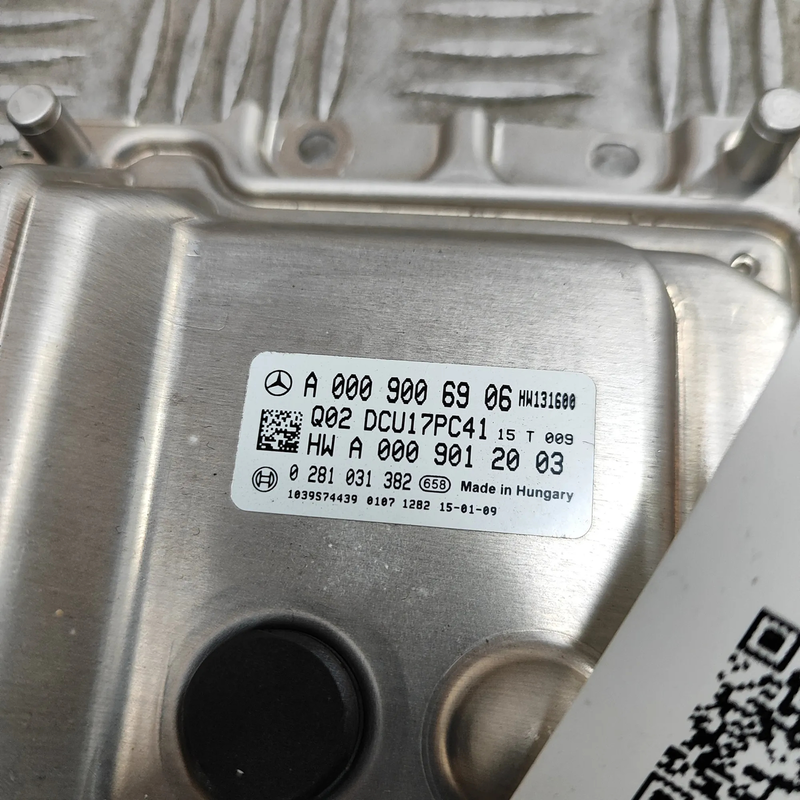 A 000 900 69 06 HW131600
Q02 DCU17PC41 15 T 009
HW A 000 901 20 03
0 281 031 382 658 Made in Hungary
1039S74439 0107 1282 15-01-09